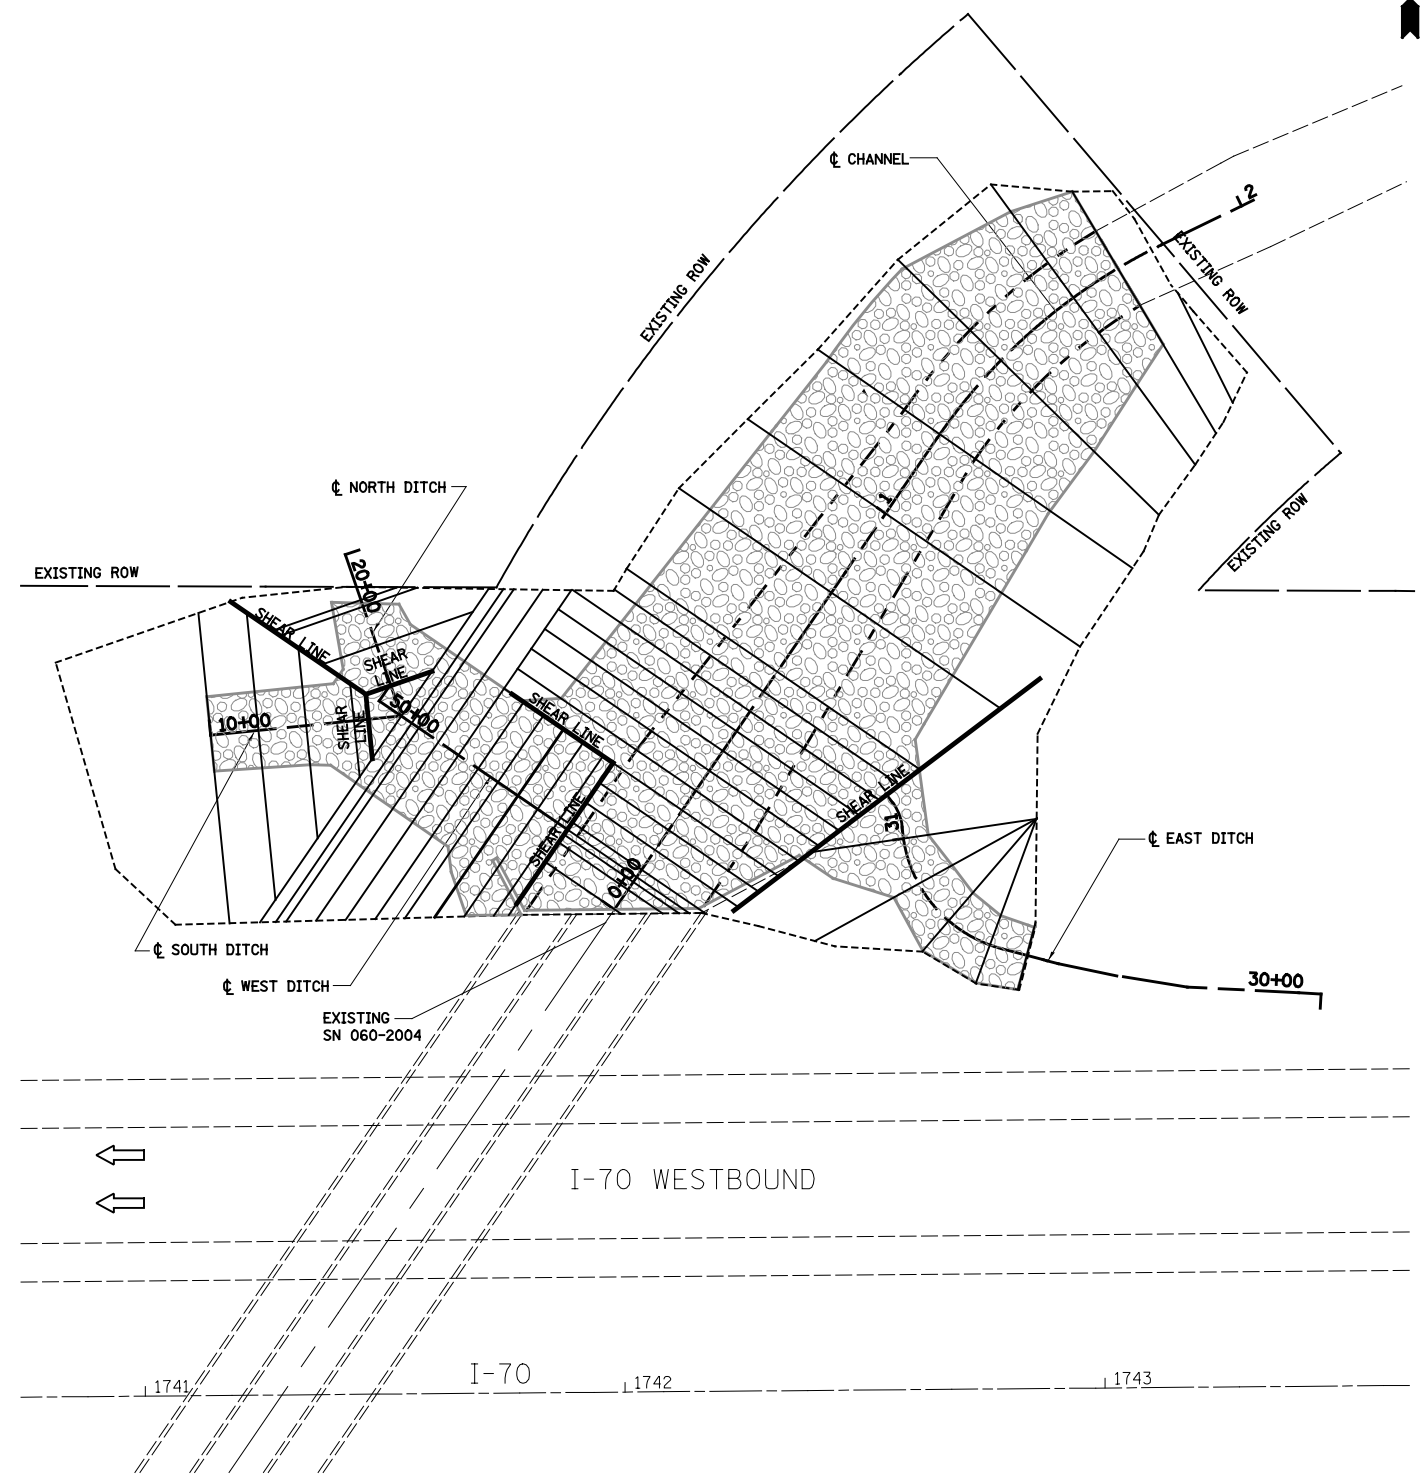 2
℄ CHANNEL
EXISTING ROW
EXISTING ROW
℄ NORTH DITCH
1
EXISTING ROW
EXISTING ROW
20+00
SHEAR LINE
SHEAR
LINE
50+00
10+00
SHEAR
LINE
SHEAR LINE
SHEAR LINE
31
SHEAR LINE
0+00
℄ EAST DITCH
℄ SOUTH DITCH
℄ WEST DITCH
30+00
EXISTING
SN 060-2004
I-70 WESTBOUND
I-70
1741
1742
1743